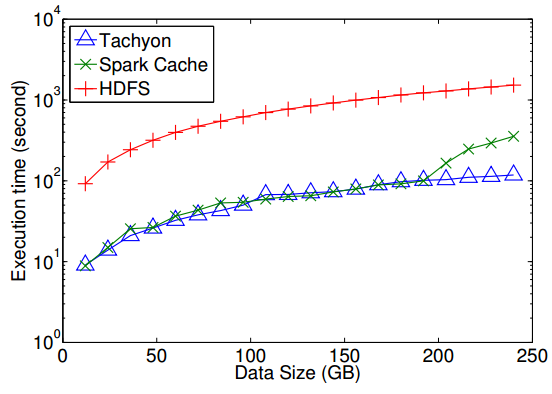 10^4
10^3
10^2
10^1
10^0
Execution time (second)
Tachyon
Spark Cache
HDFS
0 50 100 150 200 250
Data Size (GB)